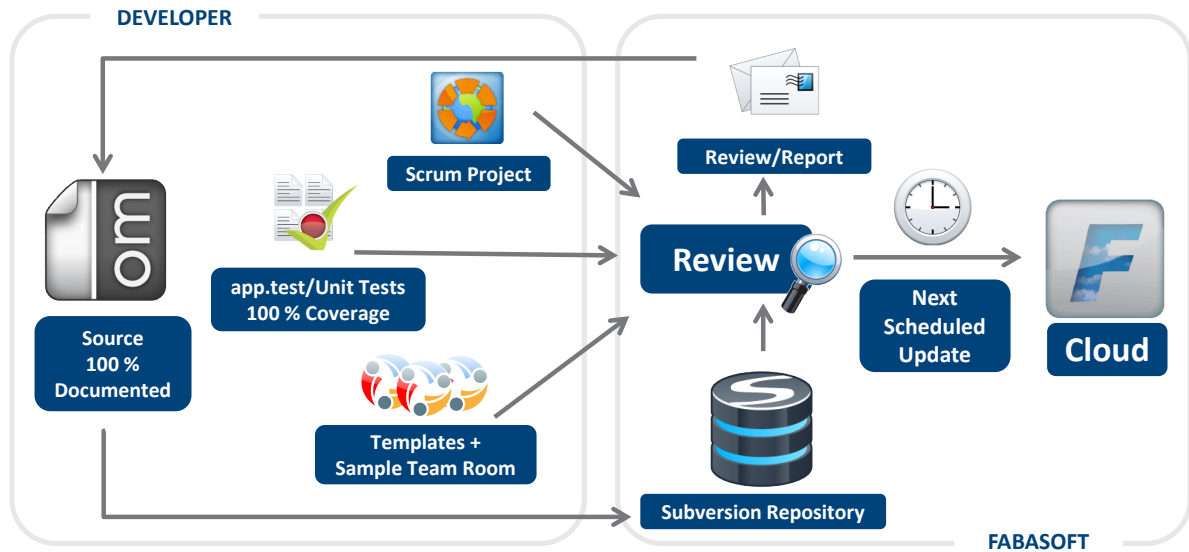 DEVELOPER
Scrum Project
Review/Report
om
app.test/Unit Tests
100 % Coverage
Review
Source
100 %
Documented
Next
Scheduled
Update
F
Cloud
Templates +
Sample Team Room
S
Subversion Repository
FABASOFT